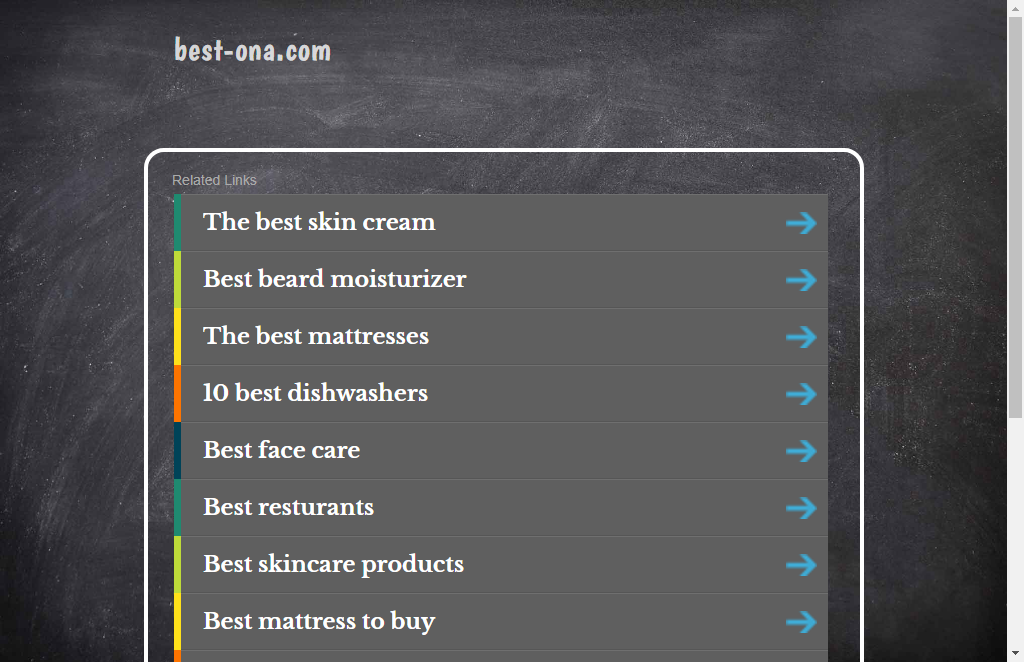 best-ona.com
Related Links
The best skin cream
Best beard moisturizer
The best mattresses
10 best dishwashers
Best face care
Best resturants
Best skincare products
Best mattress to buy